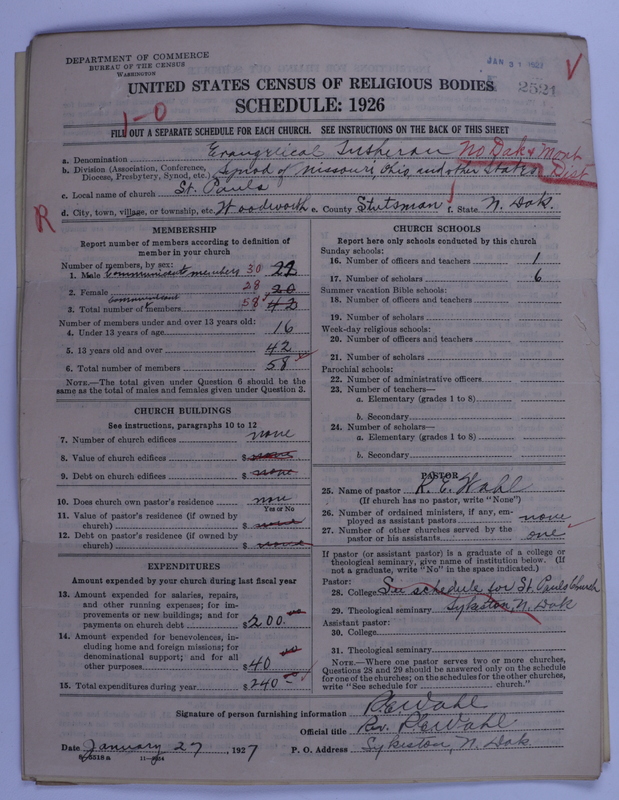 DEPARTMENT OF COMMERCE
BUREAU OF THE CENSUS
WASHINGTON
JAN 31 1927
2521
V
UNITED STATES CENSUS OF RELIGIOUS BODIES
SCHEDULE: 1926
1-0
FILL OUT A SEPARATE SCHEDULE FOR EACH CHURCH. SEE INSTRUCTIONS ON THE BACK OF THIS SHEET
a. Denomination Evangelical Lutheran No Dak & Mont Dist
b. Division (Association, Conference, Diocese, Presbytery, Synod, etc.) Synod of Missouri, Ohio, and other States
c. Local name of church St. Pauls
R
d. City, town, village, or township, etc. Woodworth e. County Stutsman f. State N. Dak.
MEMBERSHIP
Report number of members according to definition of
member in your church
Number of members, by sex:
1. Male Communicant members 30 22
2. Female 28 20
3. Total number of communicant members 58 42
Number of members under and over 13 years old:
4. Under 13 years of age 16
5. 13 years old and over 42
6. Total number of members 58
NOTE.—The total given under Question 6 should be the
same as the total of males and females given under Question 3.
CHURCH BUILDINGS
See instructions, paragraphs 10 to 12
7. Number of church edifices none
8. Value of church edifices $ none
9. Debt on church edifices $ none
10. Does church own pastor's residence none
Yes or No
11. Value of pastor's residence (if owned by
church) $ none
12. Debt on pastor's residence (if owned by
church) $ none
EXPENDITURES
Amount expended by your church during last fiscal year
13. Amount expended for salaries, repairs,
and other running expenses; for im-
provements or new buildings; and for
payments on church debt $ 200.
14. Amount expended for benevolences, in-
cluding home and foreign missions; for
denominational support; and for all
other purposes $ 40
15. Total expenditures during year $ 240
CHURCH SCHOOLS
Report here only schools conducted by this church
Sunday schools:
16. Number of officers and teachers 1
17. Number of scholars 6
Summer vacation Bible schools:
18. Number of officers and teachers
19. Number of scholars
Week-day religious schools:
20. Number of officers and teachers
21. Number of scholars
Parochial schools:
22. Number of administrative officers
23. Number of teachers—
a. Elementary (grades 1 to 8)
b. Secondary
24. Number of scholars—
a. Elementary (grades 1 to 8)
b. Secondary
PASTOR
25. Name of pastor R. E. Wahl
(If church has no pastor, write "None")
26. Number of ordained ministers, if any, em-
ployed as assistant pastors none
27. Number of other churches served by the
pastor or his assistants one
If pastor (or assistant pastor) is a graduate of a college or
theological seminary, give name of institution below. (If
not a graduate, write "No" in the space indicated.)
Pastor:
28. College See schedule for St. Pauls Church
29. Theological seminary Sykeston, N. Dak
Assistant pastor:
30. College
31. Theological seminary
NOTE.—Where one pastor serves two or more churches,
Questions 28 and 29 should be answered only on the schedule
for one of the churches; on the schedules for the other churches,
write "See schedule for ______ church."
Signature of person furnishing information R E Wahl
Official title Rev. R E Wahl
Date January 27, 1927 P. O. Address Sykeston, N. Dak
11—9554